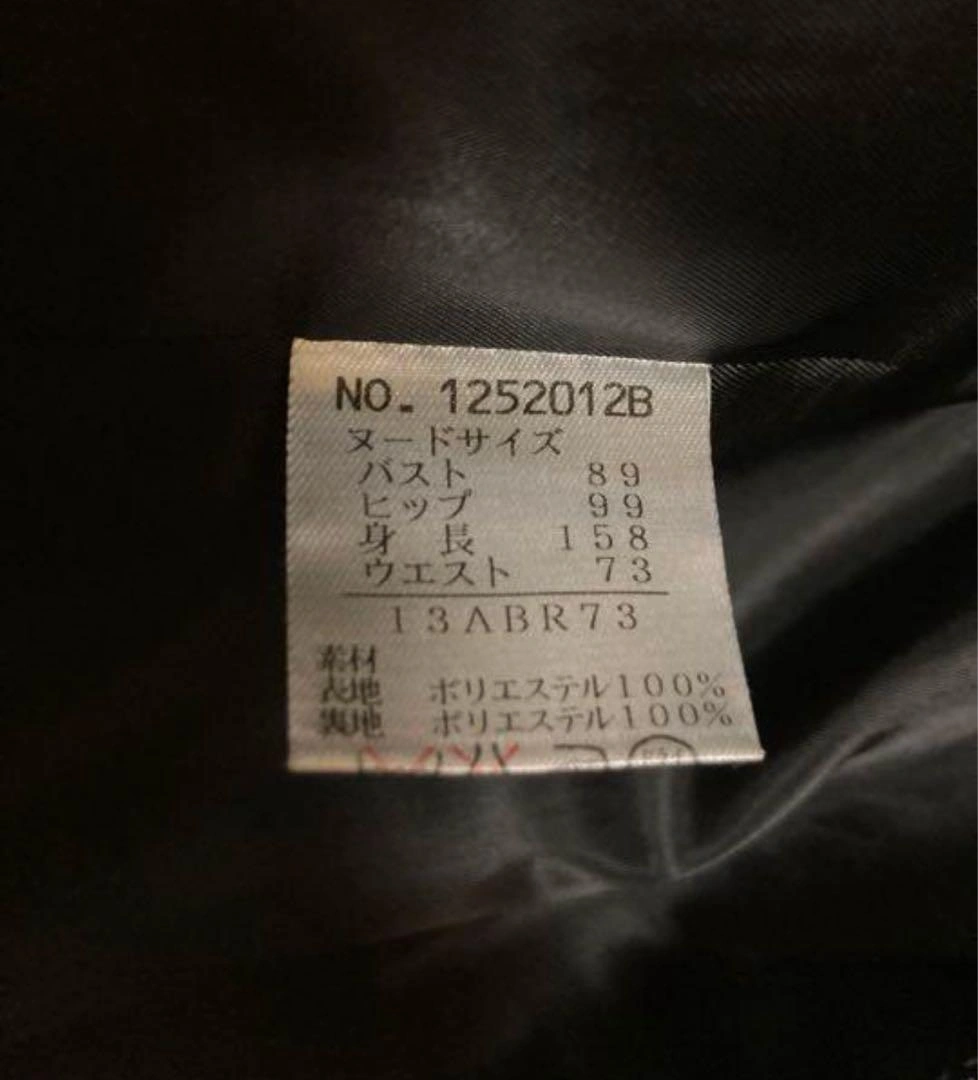 NO. 1252012B
ヌードサイズ
バスト 89
ヒップ 99
身長 158
ウエスト 73
13ABR73
素材
表地 ポリエステル100%
裏地 ポリエステル100%